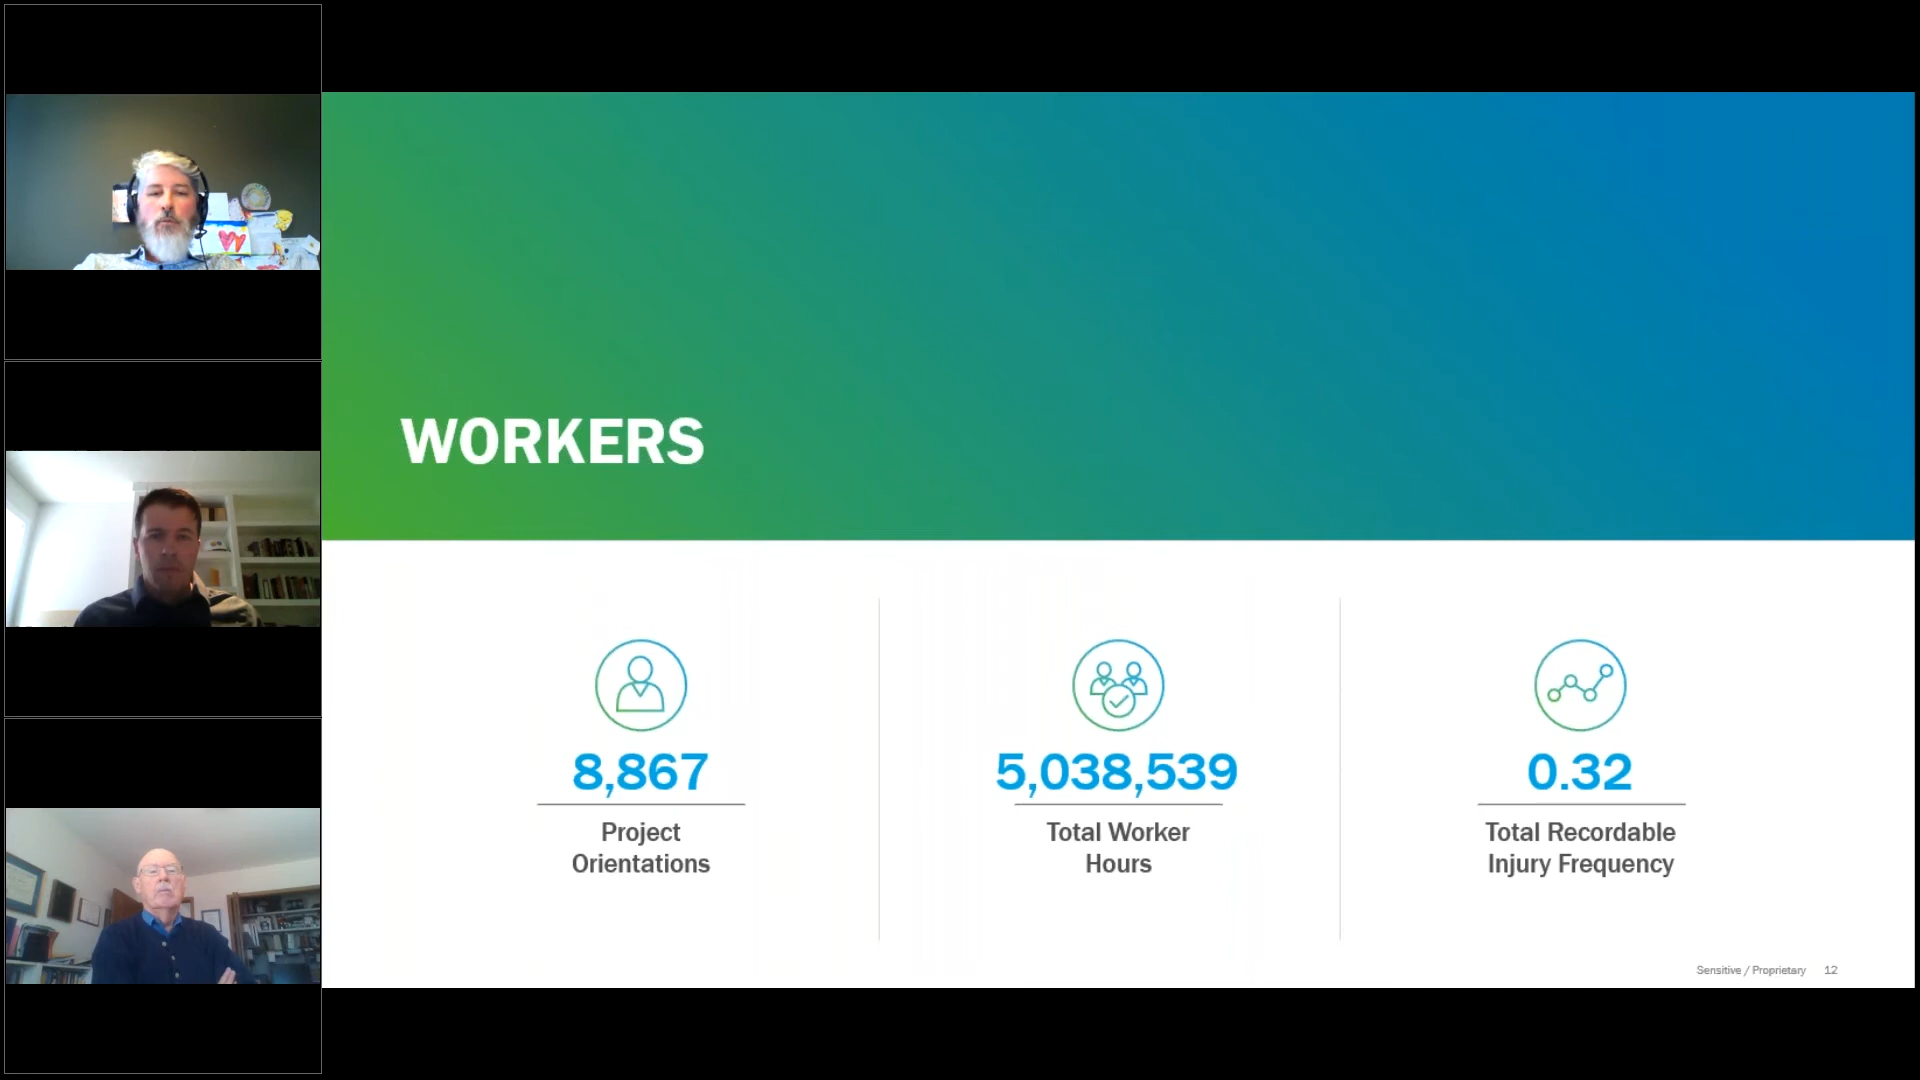 WORKERS
8,867
Project
Orientations
5,038,539
Total Worker
Hours
0.32
Total Recordable
Injury Frequency
Sensitive / Proprietary 12